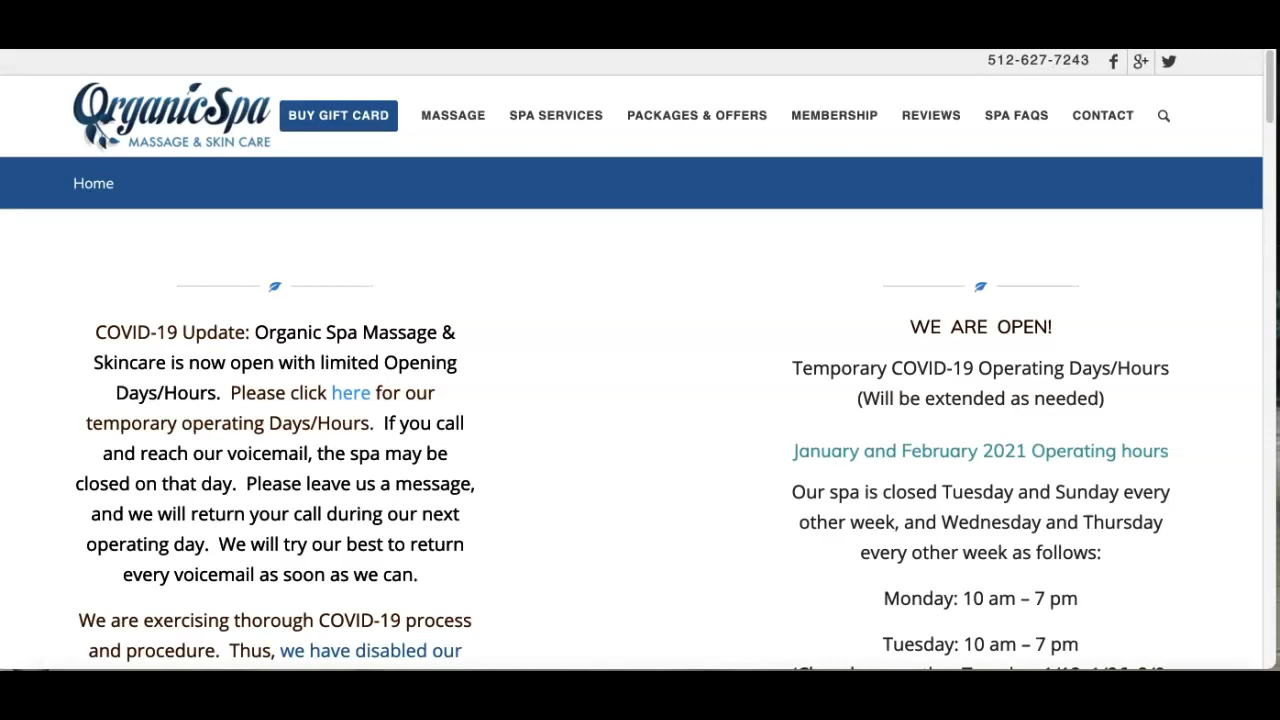 512-627-7243
OrganicSpa
MASSAGE & SKIN CARE
BUY GIFT CARD
MASSAGE
SPA SERVICES
PACKAGES & OFFERS
MEMBERSHIP
REVIEWS
SPA FAQS
CONTACT
Home
COVID-19 Update: Organic Spa Massage &
Skincare is now open with limited Opening
Days/Hours. Please click here for our
temporary operating Days/Hours. If you call
and reach our voicemail, the spa may be
closed on that day. Please leave us a message,
and we will return your call during our next
operating day. We will try our best to return
every voicemail as soon as we can.
We are exercising thorough COVID-19 process
and procedure. Thus, we have disabled our
WE ARE OPEN!
Temporary COVID-19 Operating Days/Hours
(Will be extended as needed)
January and February 2021 Operating hours
Our spa is closed Tuesday and Sunday every
other week, and Wednesday and Thursday
every other week as follows:
Monday: 10 am – 7 pm
Tuesday: 10 am – 7 pm